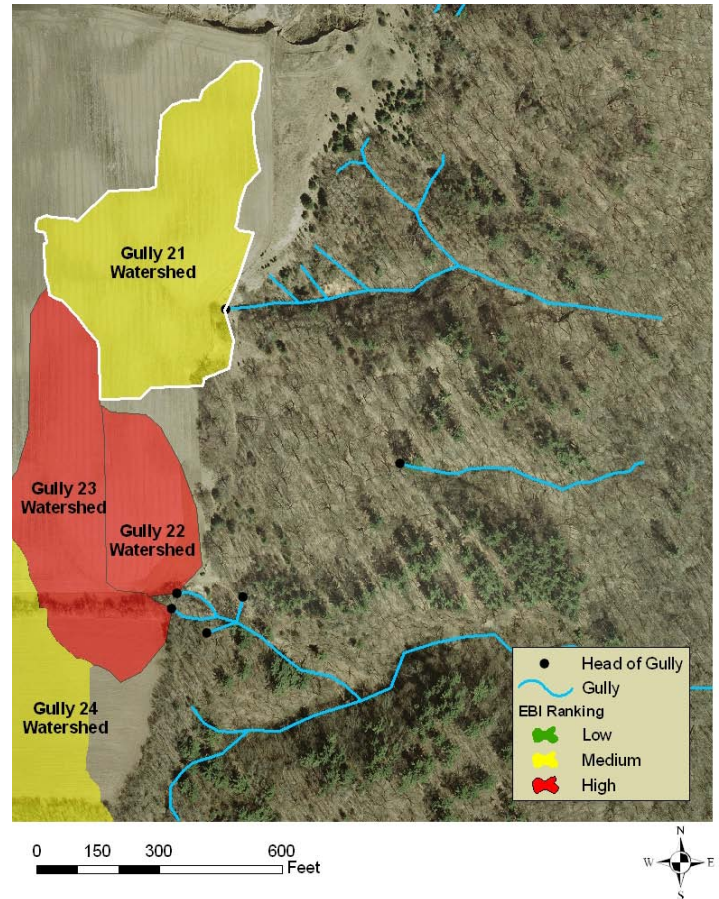 Gully 21
Watershed
Gully 23
Watershed
Gully 22
Watershed
Gully 24
Watershed
Head of Gully
Gully
EBI Ranking
Low
Medium
High
0 150 300 600
Feet
N
W E
S